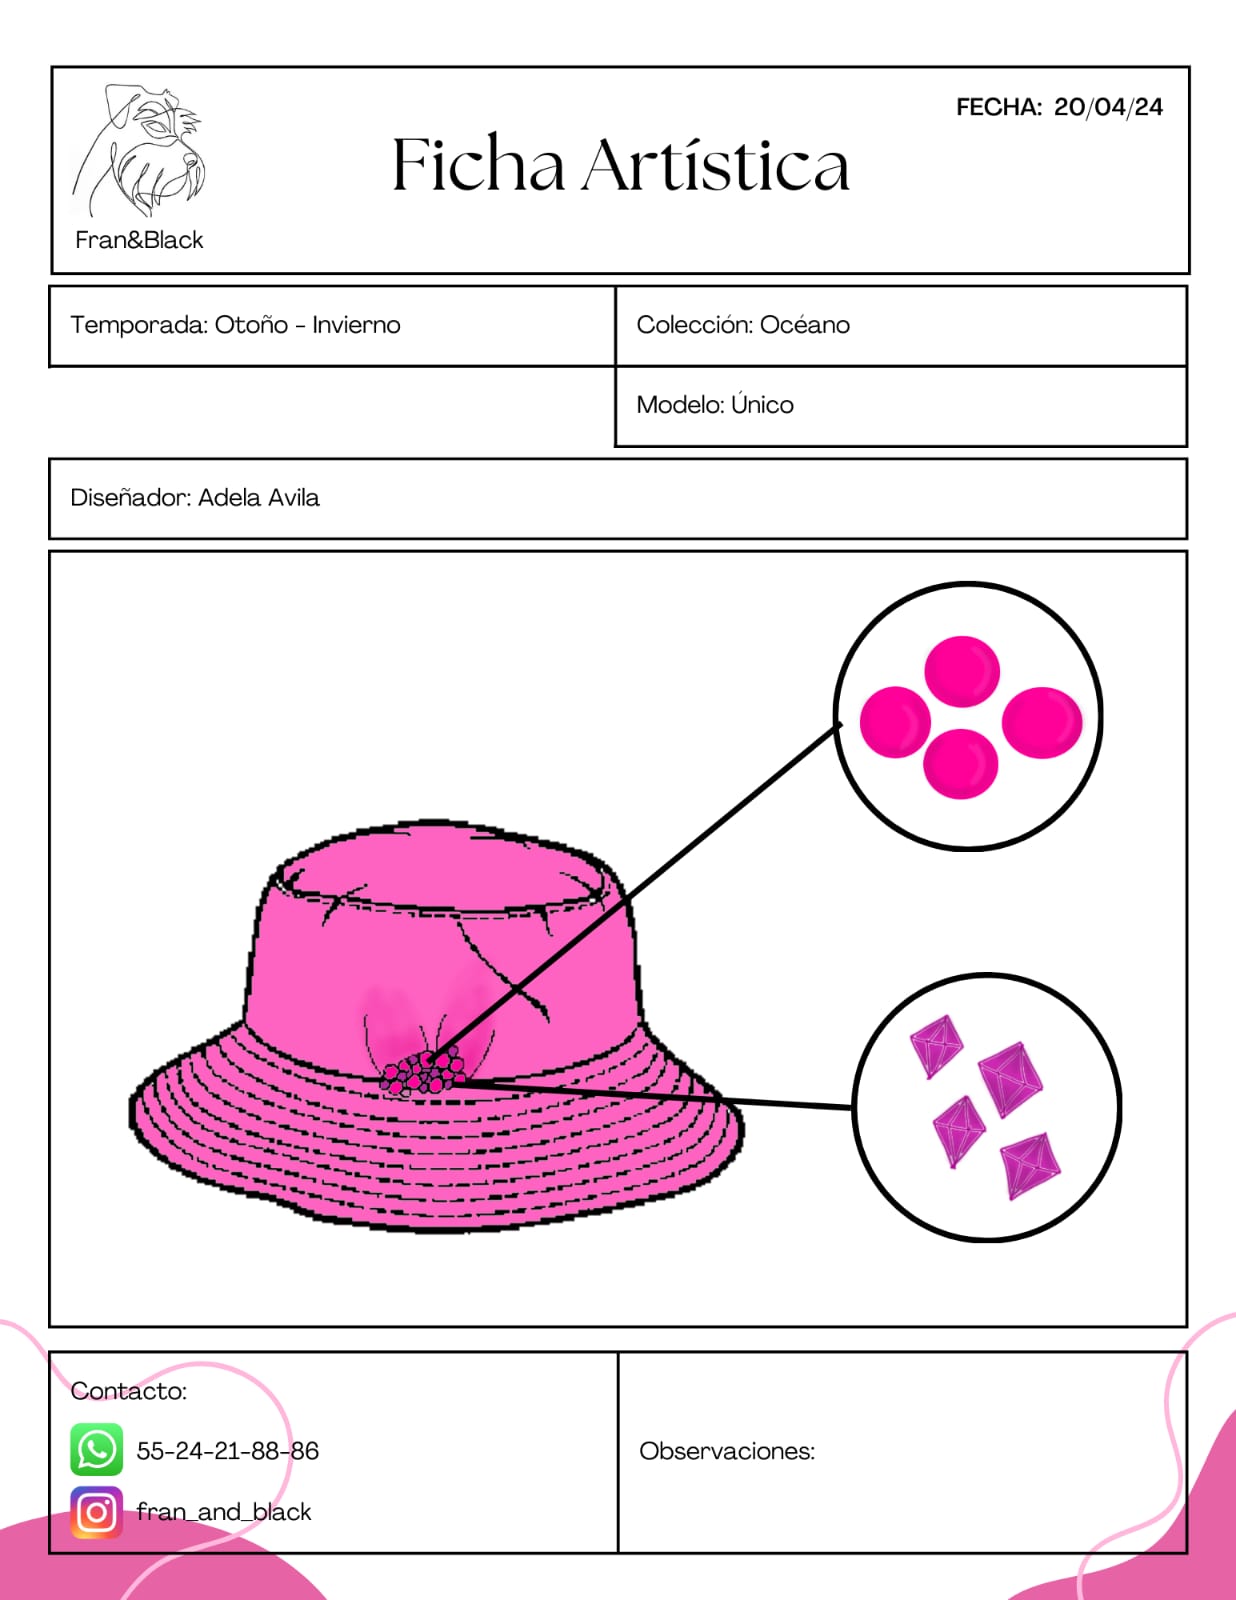 FECHA: 20/04/24
Ficha Artística
Fran&Black
Temporada: Otoño - Invierno
Colección: Océano
Modelo: Único
Diseñador: Adela Avila
Contacto:
55-24-21-88-86
fran_and_black
Observaciones: